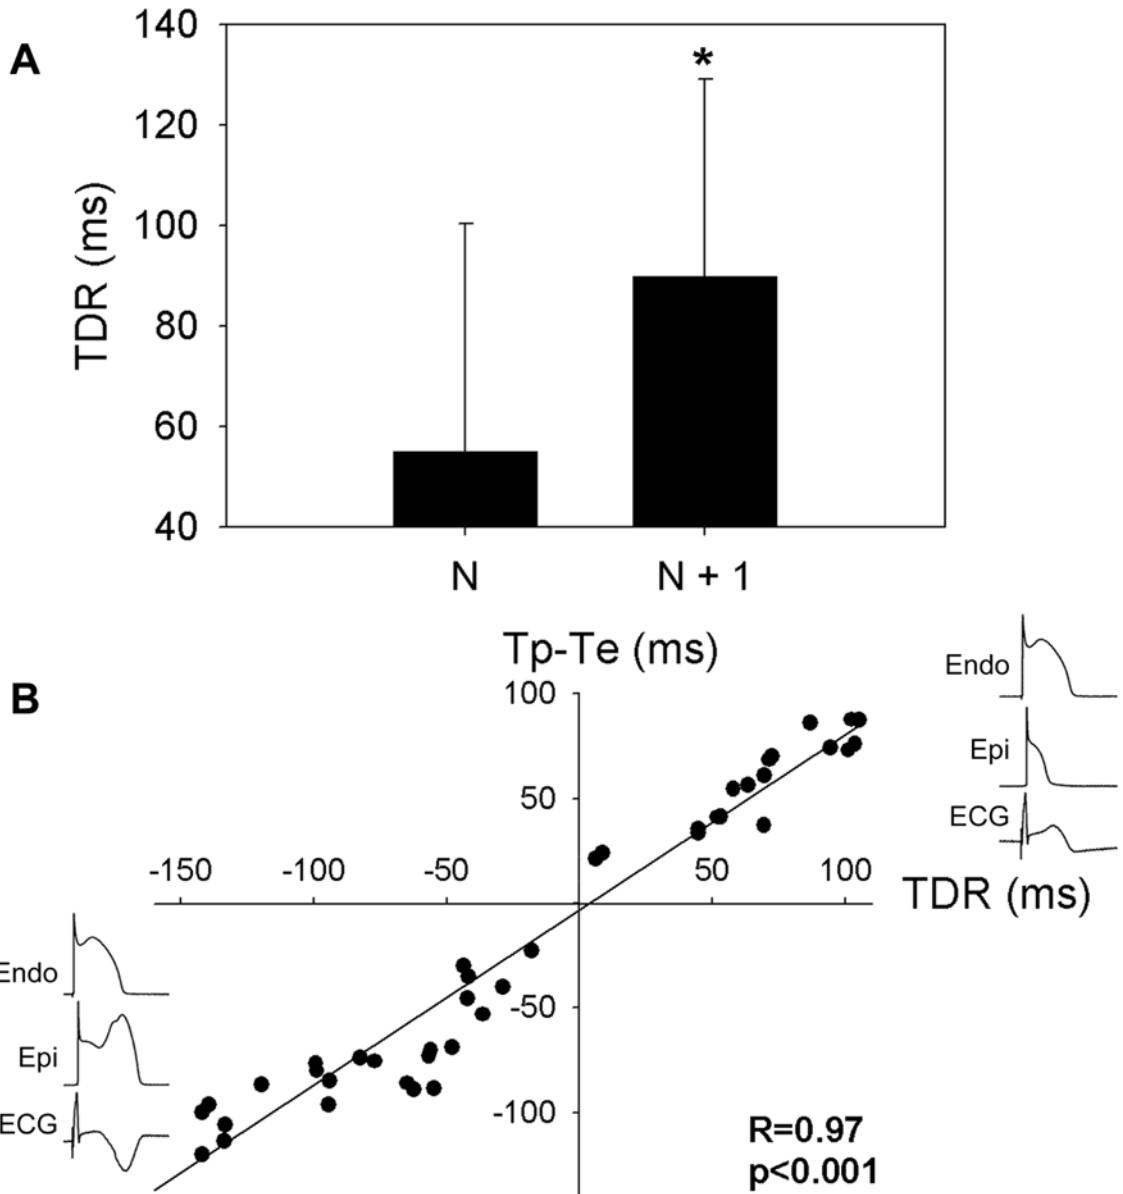 A
140
120
100
80
60
40
TDR (ms)
*
N
N + 1
B
Tp-Te (ms)
100
50
-50
-100
-150
-100
-50
50
100
TDR (ms)
Endo
Epi
ECG
Endo
Epi
ECG
R=0.97
p<0.001